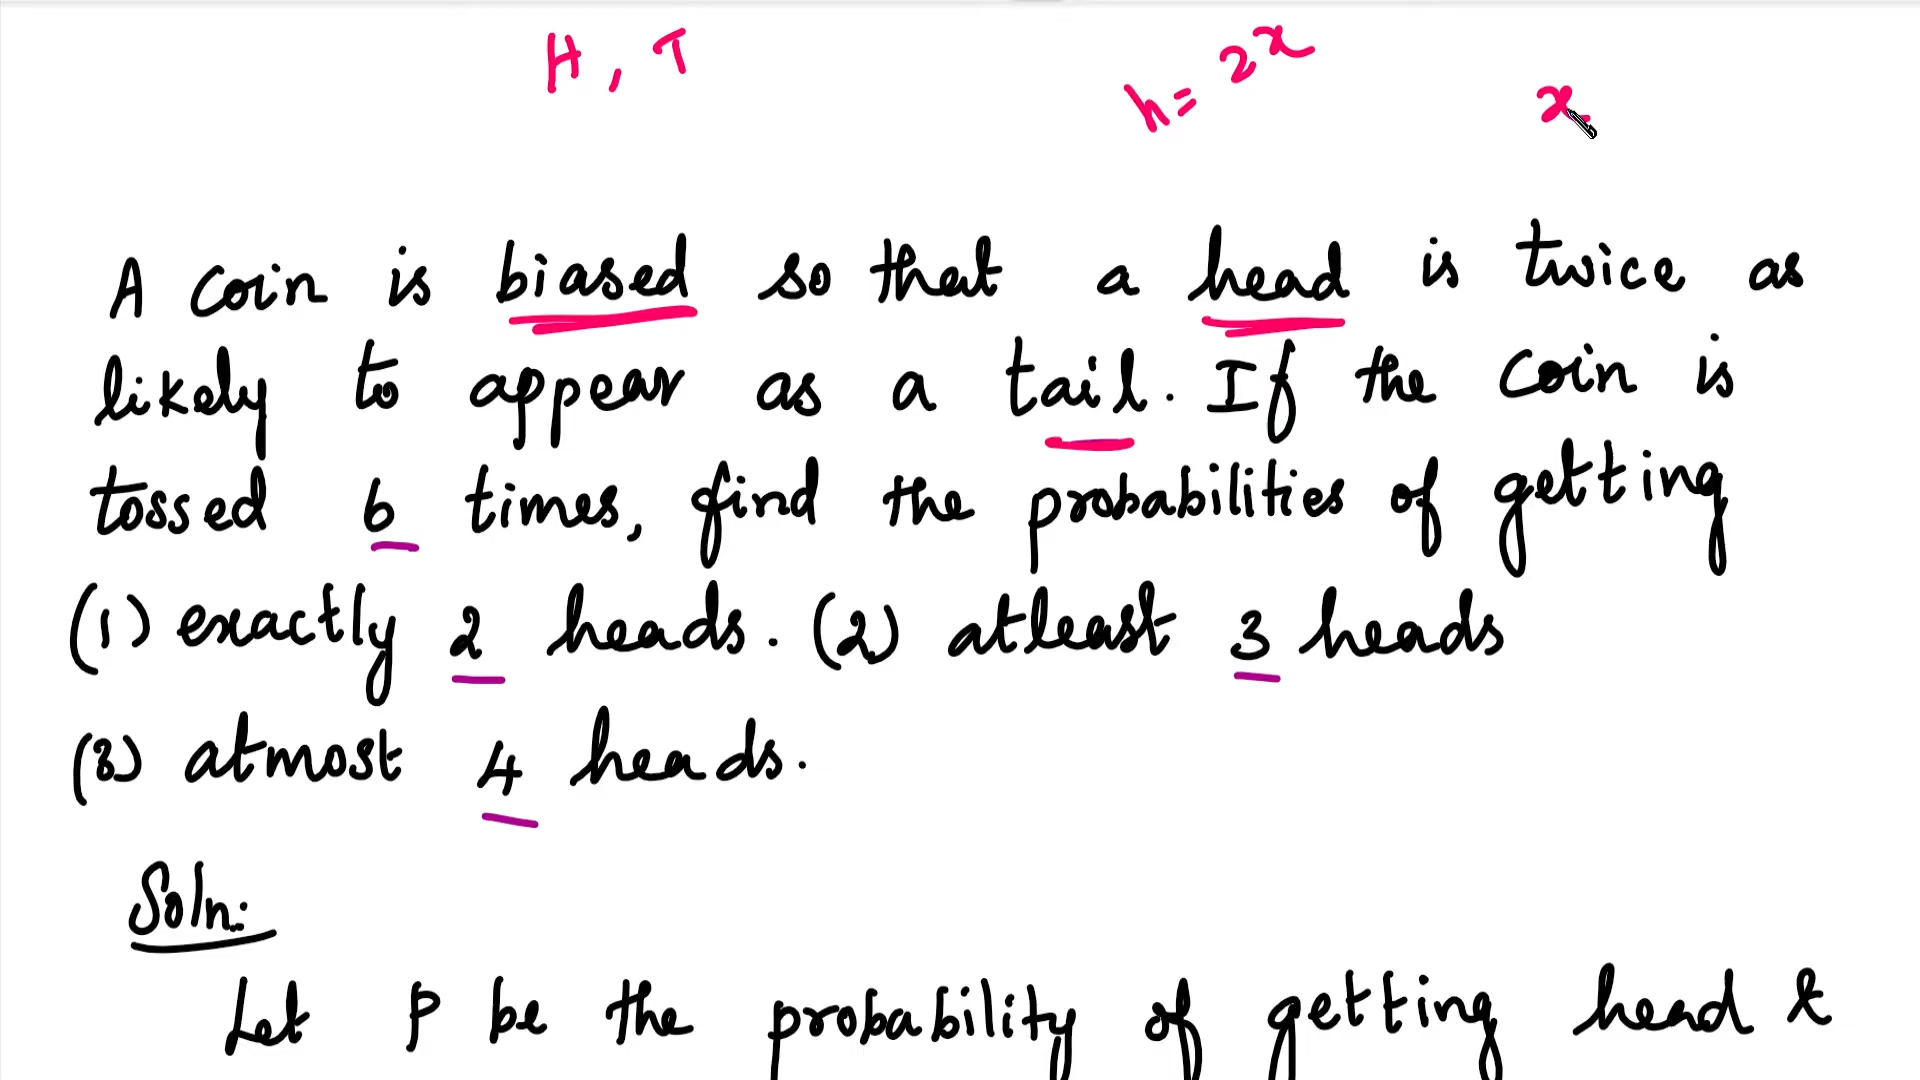 H, T h = 2x x
A coin is biased so that a head is twice as
likely to appear as a tail. If the coin is
tossed 6 times, find the probabilities of getting
(1) exactly 2 heads. (2) atleast 3 heads
(3) atmost 4 heads.
Soln:
Let p be the probability of getting head &